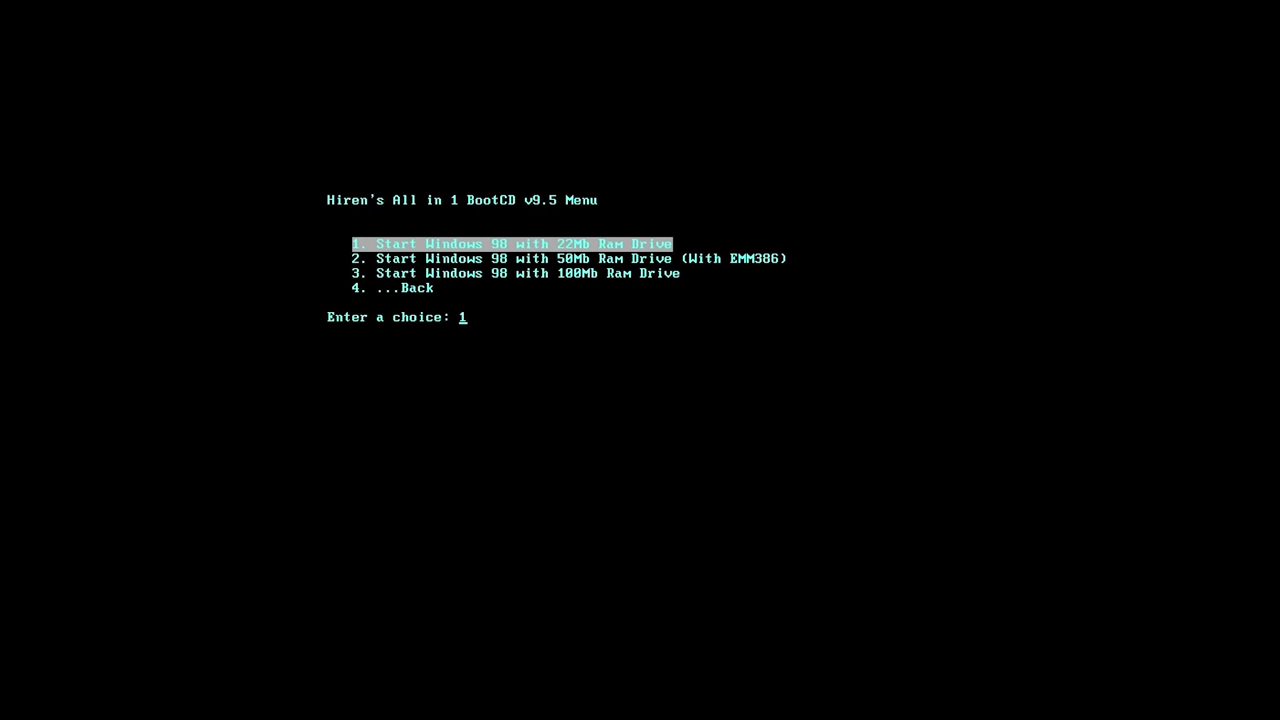 Hiren's All in 1 BootCD v9.5 Menu
1. Start Windows 98 with 22Mb Ram Drive
2. Start Windows 98 with 50Mb Ram Drive (With EMM386)
3. Start Windows 98 with 100Mb Ram Drive
4. ...Back
Enter a choice: 1